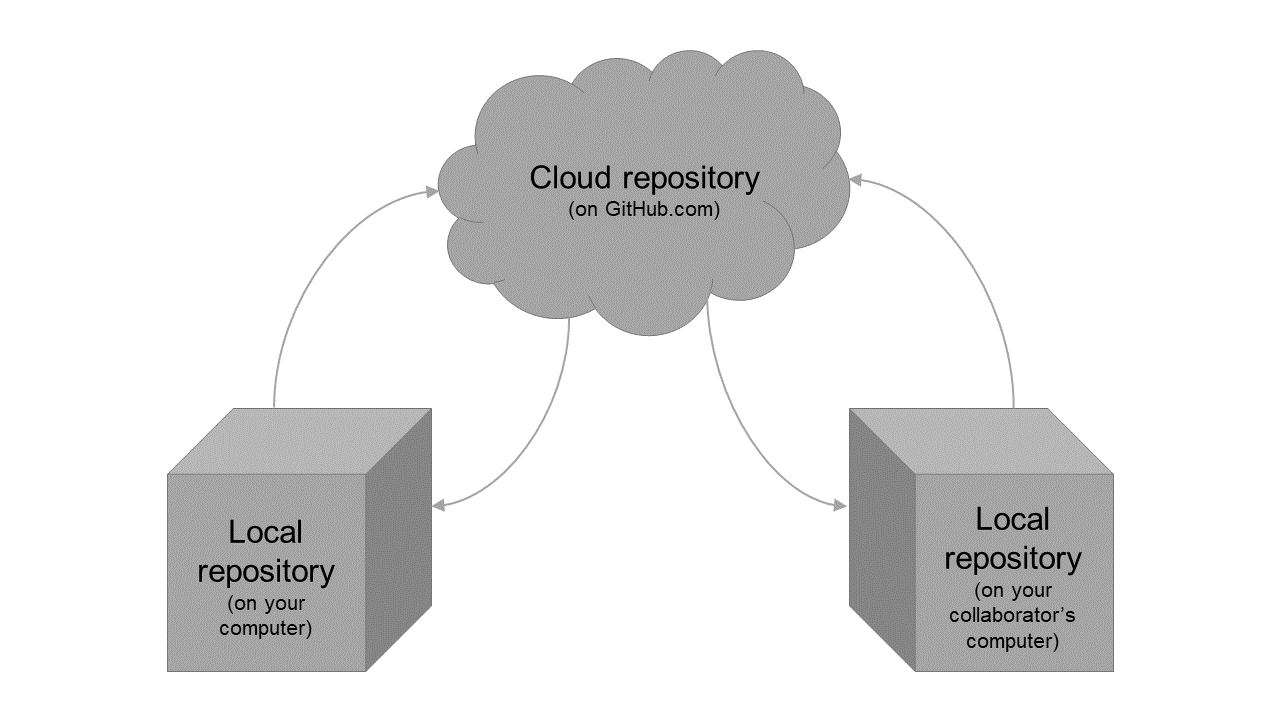 Cloud repository
(on GitHub.com)
Local
repository
(on your
computer)
Local
repository
(on your
collaborator’s
computer)